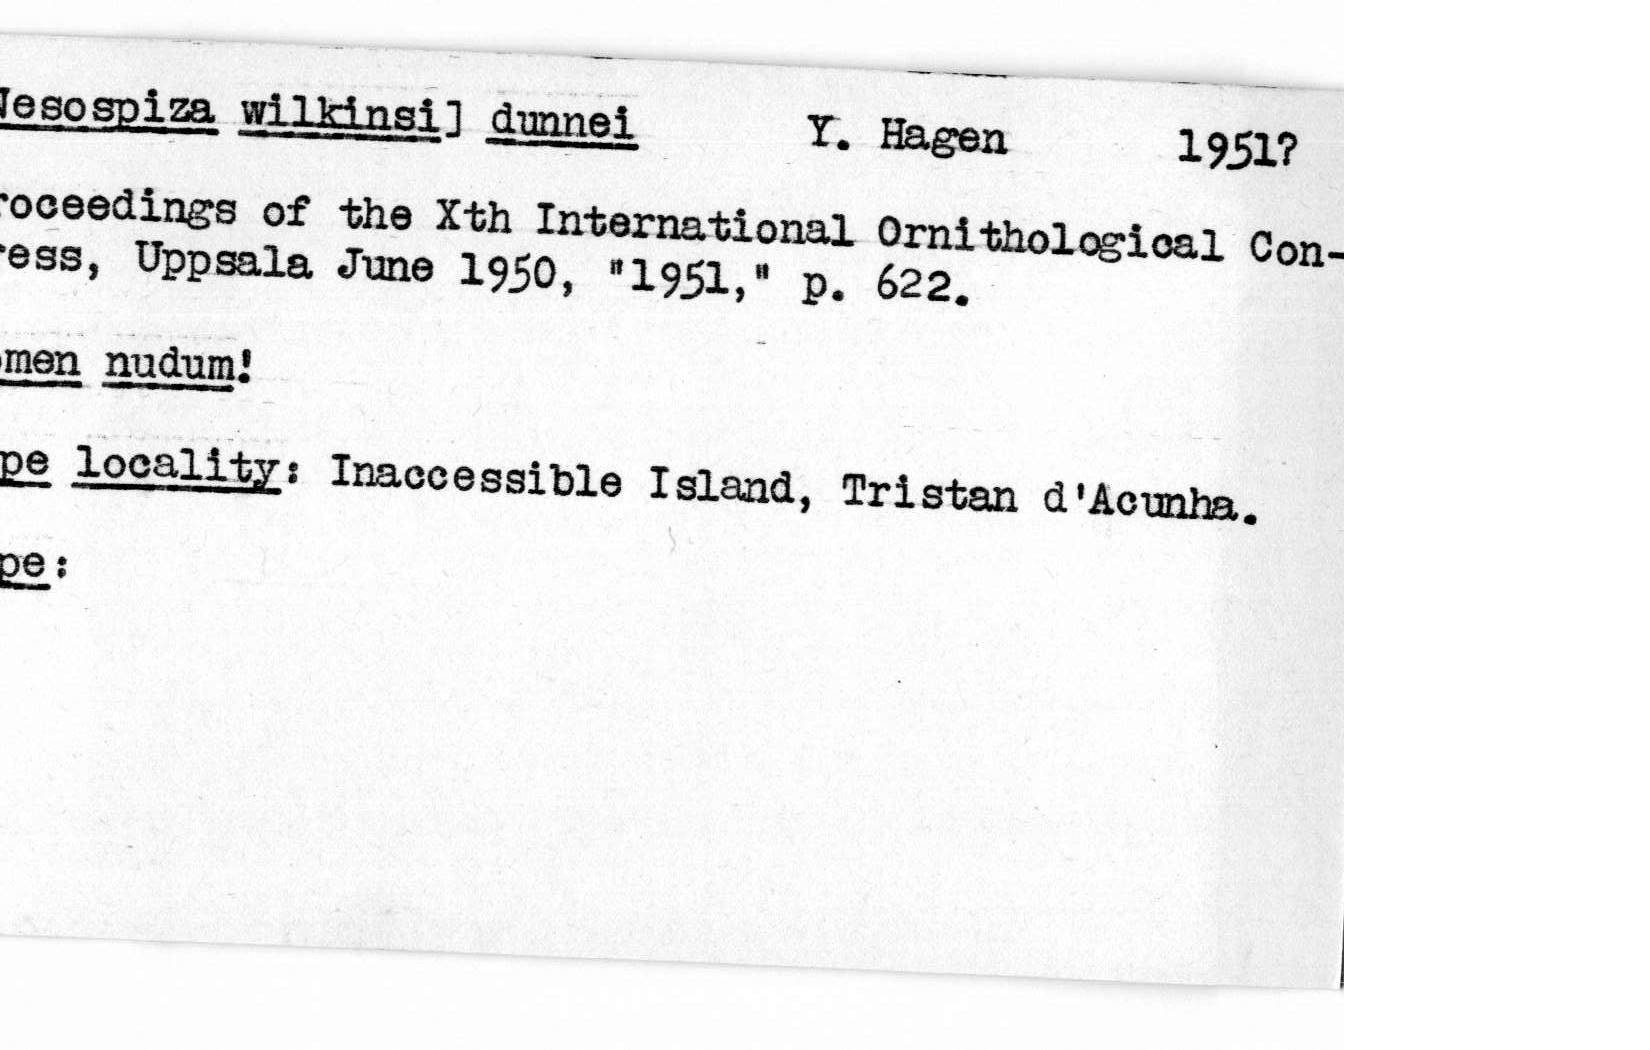 Nesospiza wilkinsi] dunnei Y. Hagen 1951?
roceedings of the Xth International Ornithological Con-
ress, Uppsala June 1950, "1951," p. 622.
omen nudum!
pe locality: Inaccessible Island, Tristan d'Acunha.
pe: